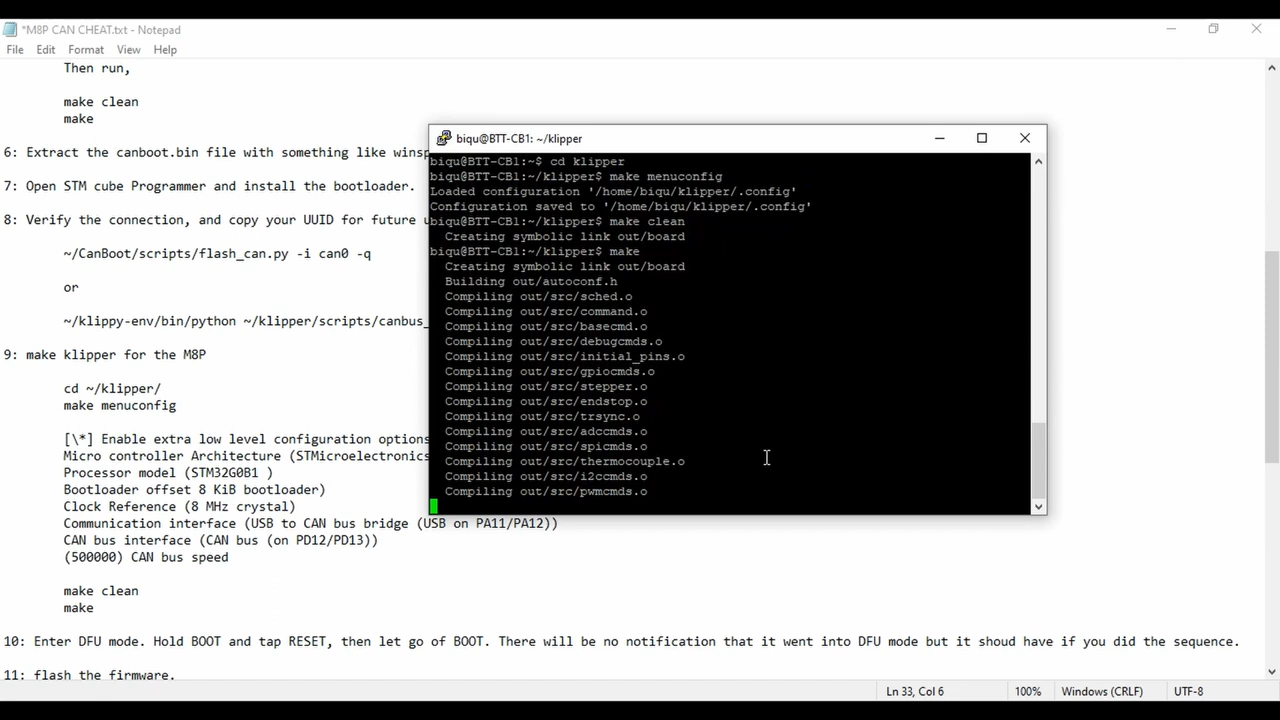 *M8P CAN CHEAT.txt - Notepad
File Edit Format View Help
Then run,
make clean
make
6: Extract the canboot.bin file with something like winsp
7: Open STM cube Programmer and install the bootloader.
8: Verify the connection, and copy your UUID for future u
~/CanBoot/scripts/flash_can.py -i can0 -q
or
~/klippy-env/bin/python ~/klipper/scripts/canbus_
9: make klipper for the M8P
cd ~/klipper/
make menuconfig
[\*] Enable extra low level configuration options
Micro controller Architecture (STMicroelectronics
Processor model (STM32G0B1 )
Bootloader offset 8 KiB bootloader)
Clock Reference (8 MHz crystal)
Communication interface (USB to CAN bus bridge (USB on PA11/PA12))
CAN bus interface (CAN bus (on PD12/PD13))
(500000) CAN bus speed
make clean
make
10: Enter DFU mode. Hold BOOT and tap RESET, then let go of BOOT. There will be no notification that it went into DFU mode but it shoud have if you did the sequence.
11: flash the firmware.
Ln 33, Col 6 100% Windows (CRLF) UTF-8
biqu@BTT-CB1: ~/klipper
biqu@BTT-CB1:~$ cd klipper
biqu@BTT-CB1:~/klipper$ make menuconfig
Loaded configuration '/home/biqu/klipper/.config'
Configuration saved to '/home/biqu/klipper/.config'
biqu@BTT-CB1:~/klipper$ make clean
Creating symbolic link out/board
biqu@BTT-CB1:~/klipper$ make
Creating symbolic link out/board
Building out/autoconf.h
Compiling out/src/sched.o
Compiling out/src/command.o
Compiling out/src/basecmd.o
Compiling out/src/debugcmds.o
Compiling out/src/initial_pins.o
Compiling out/src/gpiocmds.o
Compiling out/src/stepper.o
Compiling out/src/endstop.o
Compiling out/src/trsync.o
Compiling out/src/adccmds.o
Compiling out/src/spicmds.o
Compiling out/src/thermocouple.o
Compiling out/src/i2ccmds.o
Compiling out/src/pwmcmds.o